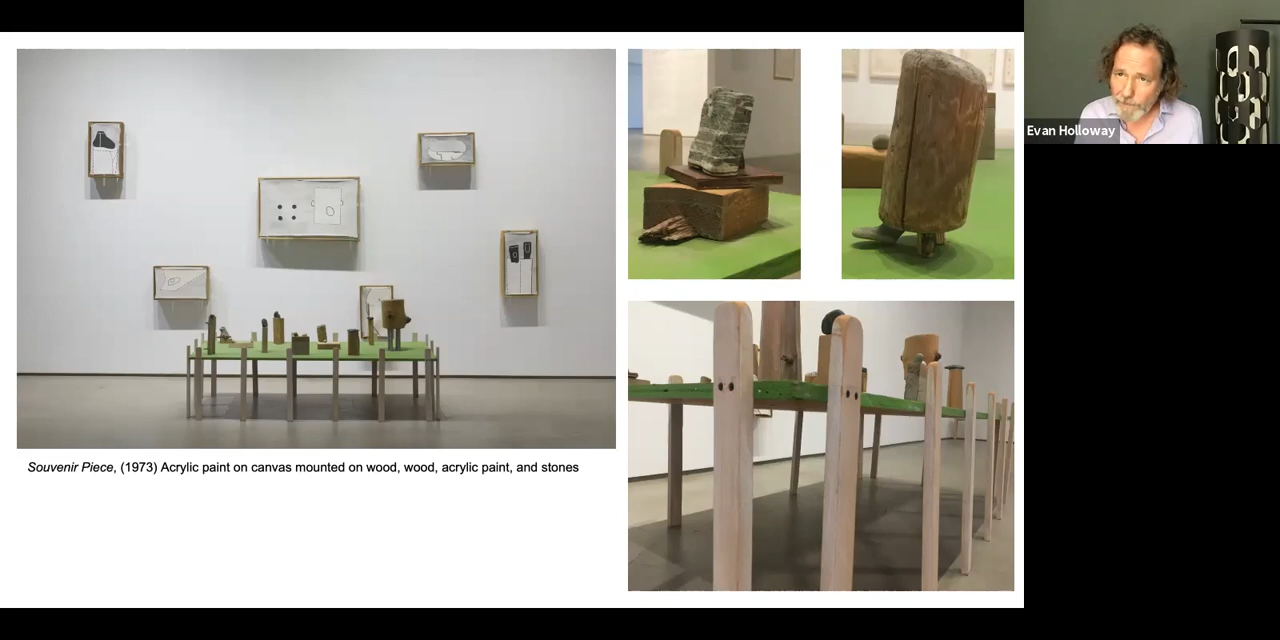 Evan Holloway
Souvenir Piece, (1973) Acrylic paint on canvas mounted on wood, wood, acrylic paint, and stones